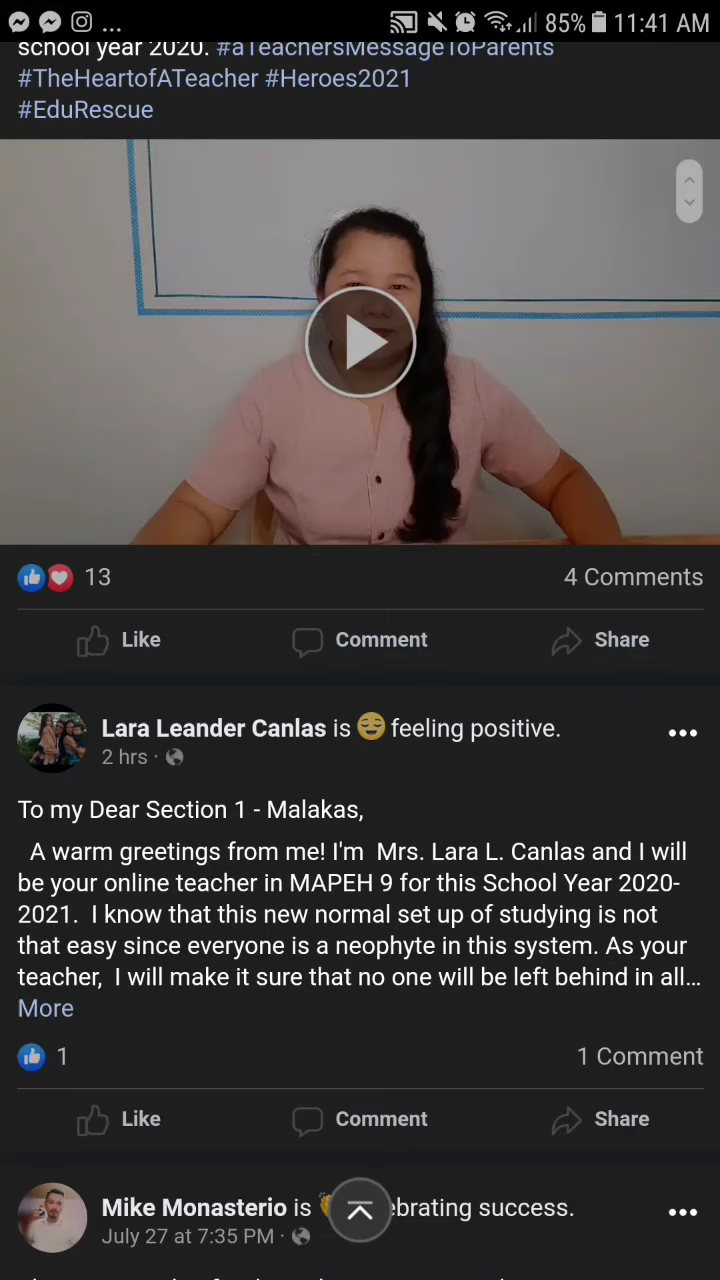 ... 85% 11:41 AM
school year 2020. #aTeachersMessageToParents
#TheHeartofATeacher #Heroes2021
#EduRescue
13 4 Comments
Like Comment Share
Lara Leander Canlas is feeling positive.
2 hrs ·
To my Dear Section 1 - Malakas,
A warm greetings from me! I'm Mrs. Lara L. Canlas and I will
be your online teacher in MAPEH 9 for this School Year 2020-
2021. I know that this new normal set up of studying is not
that easy since everyone is a neophyte in this system. As your
teacher, I will make it sure that no one will be left behind in all...
More
1 1 Comment
Like Comment Share
Mike Monasterio is ebrating success.
July 27 at 7:35 PM ·